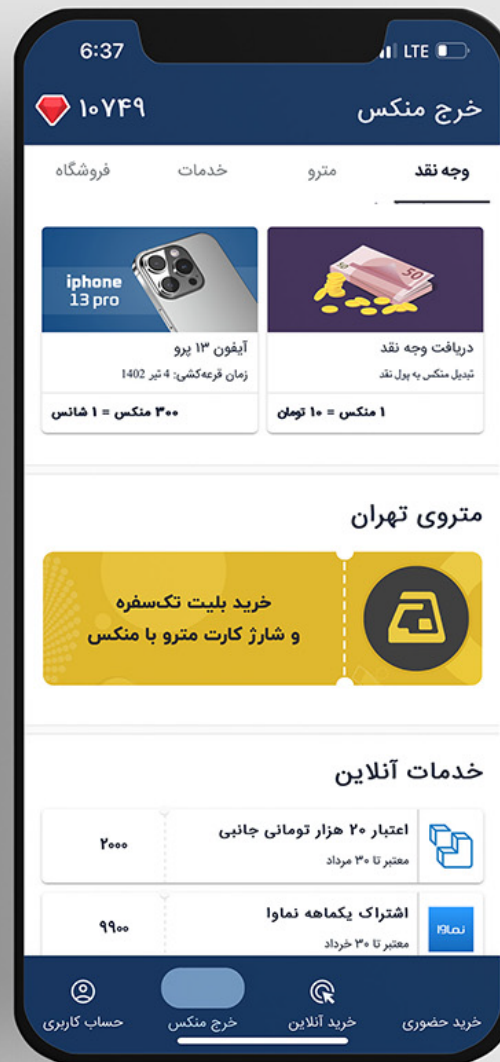 6:37
LTE
خرج منکس
۱۰۷۴۹
وجه نقد
مترو
خدمات
فروشگاه
50
50
دریافت وجه نقد
تبدیل منکس به پول نقد
۱ منکس = ۱۰ تومان
iphone
13 pro
آیفون ۱۳ پرو
زمان قرعه‌کشی: 4 تیر 1402
۳۰۰ منکس = ۱ شانس
متروی تهران
خرید بلیت تک‌سفره
و شارژ کارت مترو با منکس
خدمات آنلاین
اعتبار ۲۰ هزار تومانی جانبی
معتبر تا ۳۰ مرداد
۲۰۰۰
نماوا
اشتراک یکماهه نماوا
معتبر تا ۳۰ خرداد
۹۹۰۰
خرید حضوری
خرید آنلاین
خرج منکس
حساب کاربری